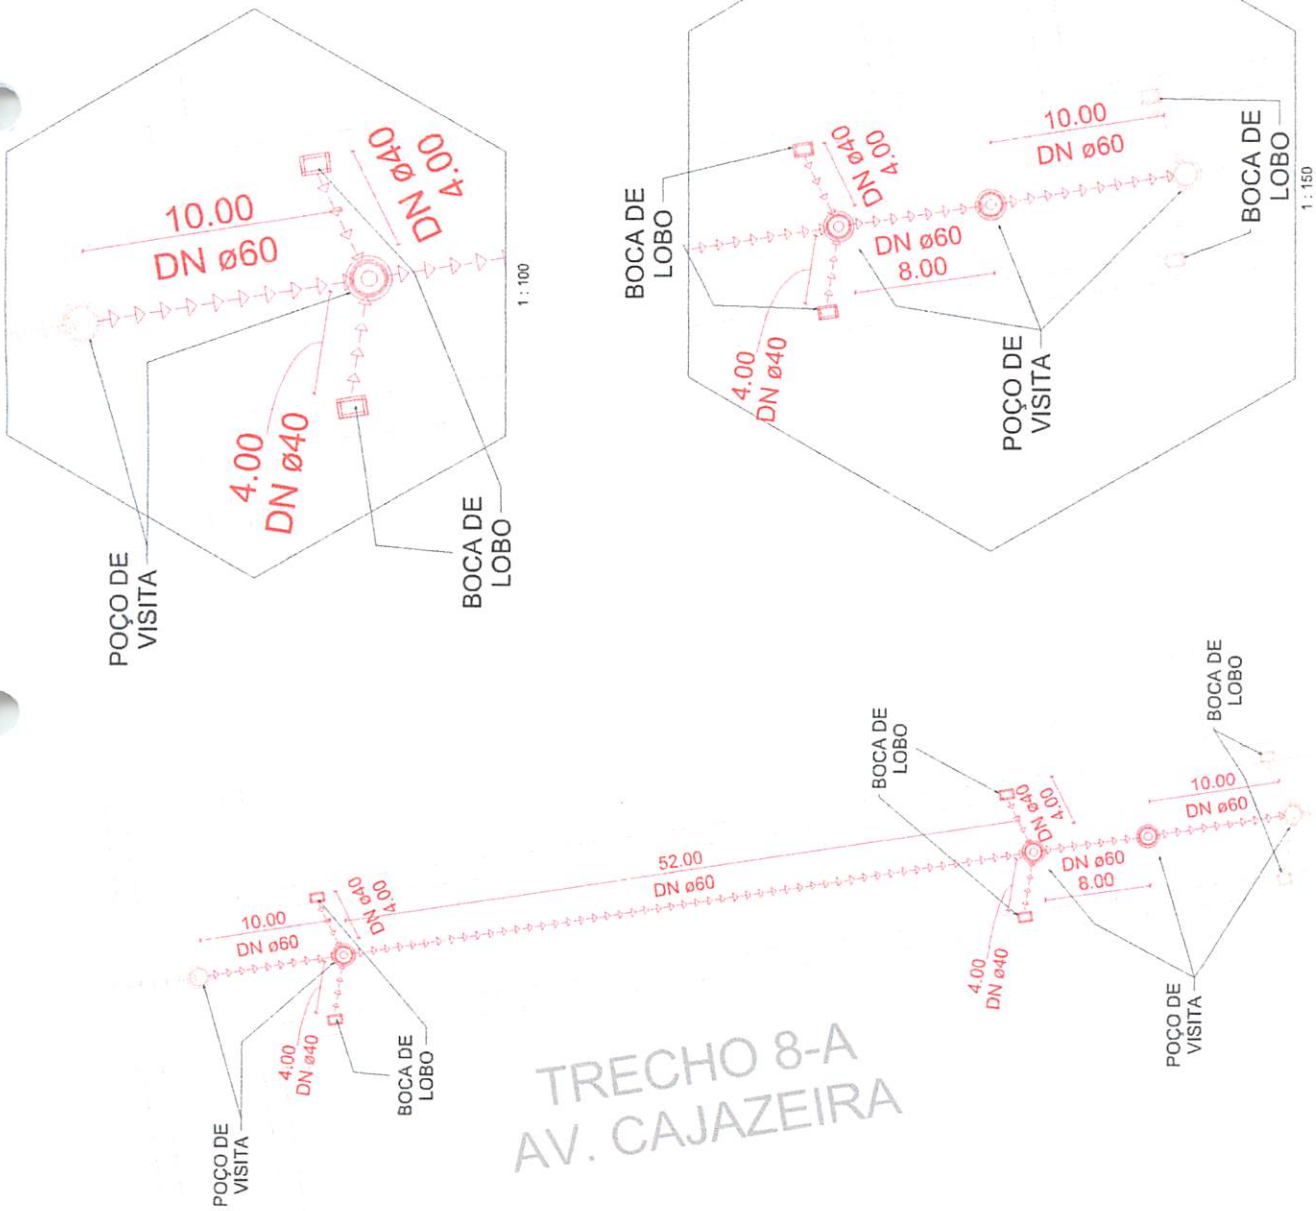 10.00
DN ø60
DN ø40
4.00
4.00
DN ø40
POÇO DE
VISITA
BOCA DE
LOBO
1 : 100
BOCA DE
LOBO
DN ø40
4.00
10.00
DN ø60
DN ø60
8.00
4.00
DN ø40
POÇO DE
VISITA
BOCA DE
LOBO
1 : 150
10.00
DN ø60
DN ø40
4.00
4.00
DN ø40
POÇO DE
VISITA
BOCA DE
LOBO
52.00
DN ø60
BOCA DE
LOBO
DN ø40
4.00
DN ø60
8.00
10.00
DN ø60
BOCA DE
LOBO
4.00
DN ø40
POÇO DE
VISITA
TRECHO 8-A
AV. CAJAZEIRA